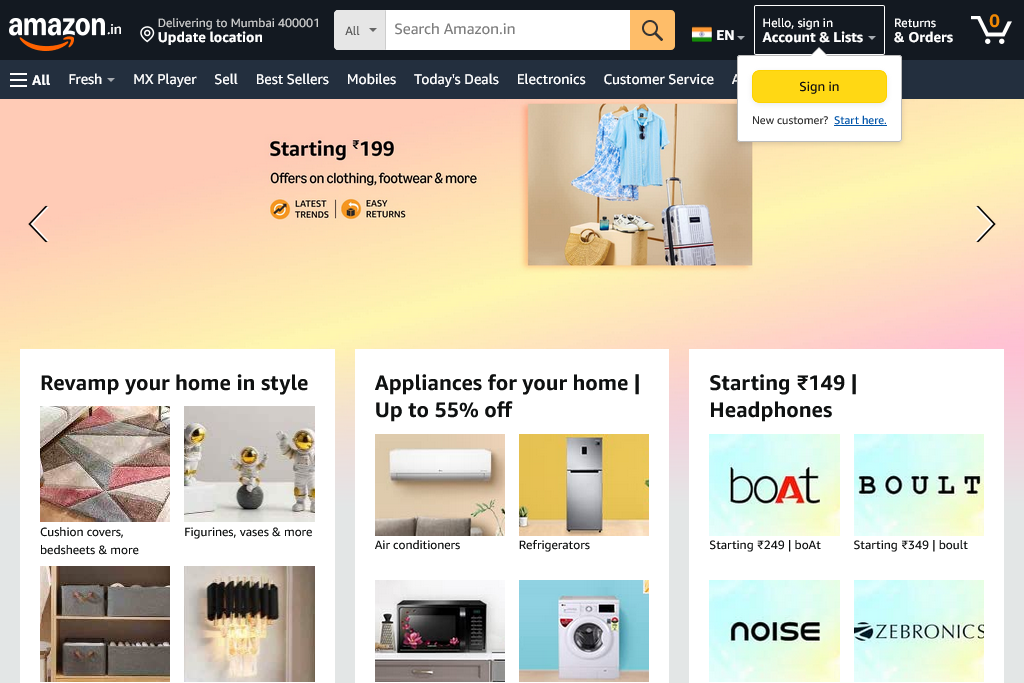 amazon.in
Delivering to Mumbai 400001
Update location
All
Search Amazon.in
EN
Hello, sign in
Account & Lists
Returns
& Orders
0
All
Fresh
MX Player
Sell
Best Sellers
Mobiles
Today's Deals
Electronics
Customer Service
Sign in
New customer? Start here.
Starting ₹199
Offers on clothing, footwear & more
LATEST
TRENDS
EASY
RETURNS
Revamp your home in style
Cushion covers,
bedsheets & more
Figurines, vases & more
Appliances for your home |
Up to 55% off
Air conditioners
Refrigerators
Starting ₹149 |
Headphones
boAt
BOULT
Starting ₹249 | boAt
Starting ₹349 | boult
noise
ZEBRONICS